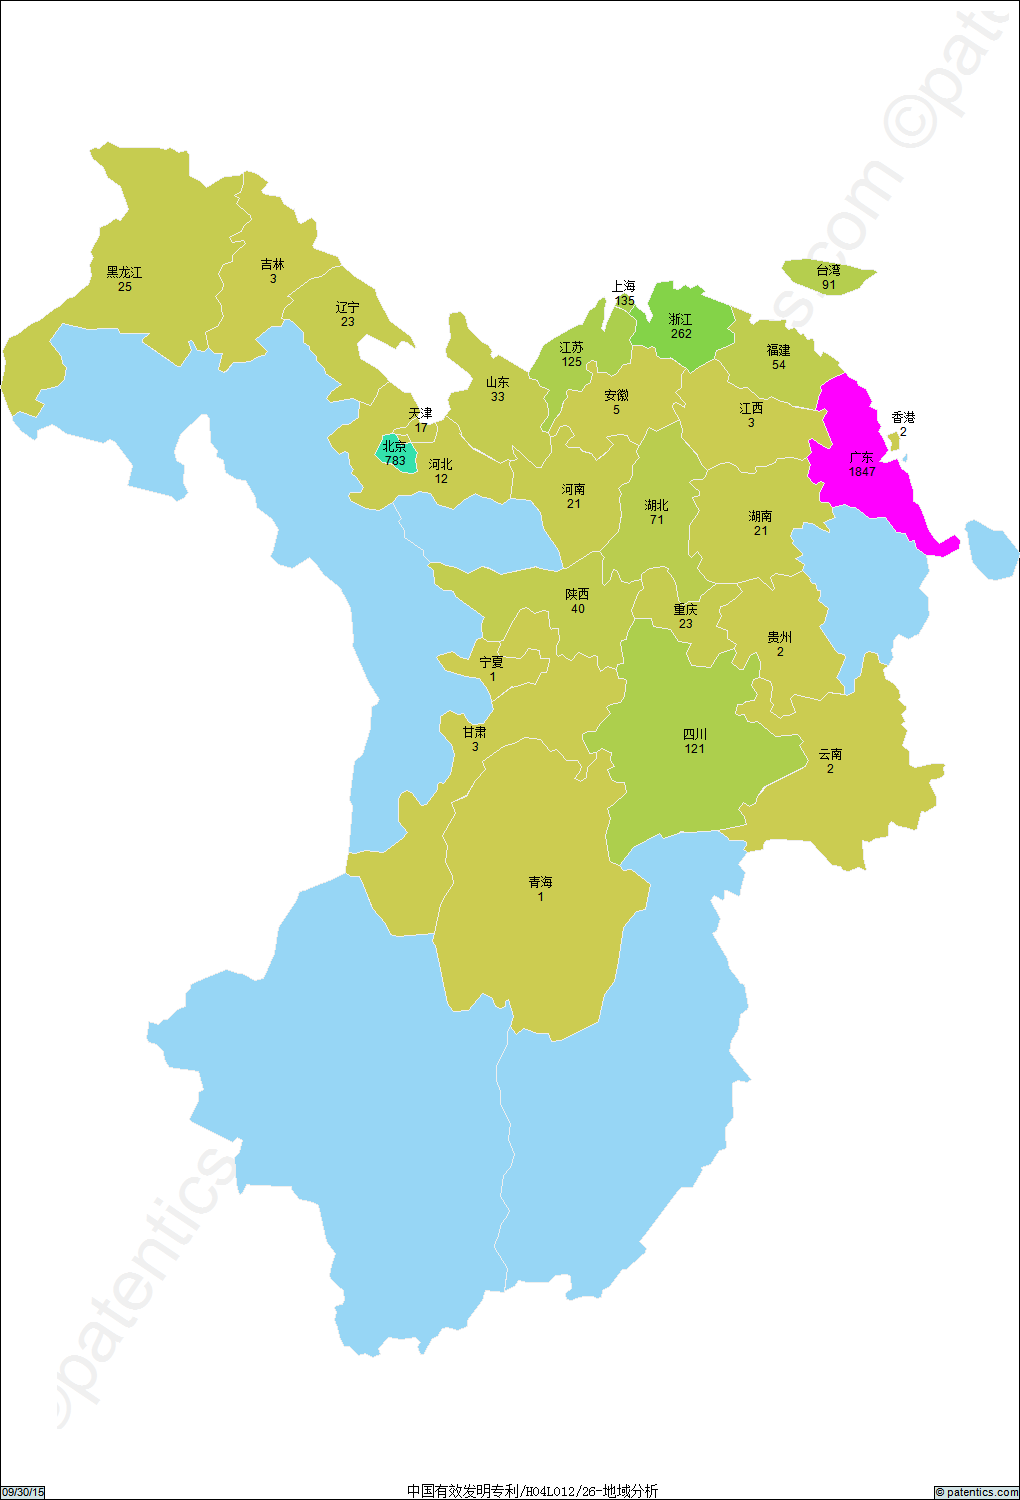 ©patentics.com ©pate
台湾
91
黑龙江
25
吉林
3
辽宁
23
上海
135
浙江
262
江苏
125
福建
54
山东
33
安徽
5
江西
3
天津
17
香港
2
北京
783
河北
12
广东
1847
河南
21
湖北
71
湖南
21
陕西
40
重庆
23
贵州
2
宁夏
1
甘肃
3
四川
121
云南
2
青海
1
©patentics
09/30/15
中国有效发明专利/H04L012/26-地域分析
© patentics.com